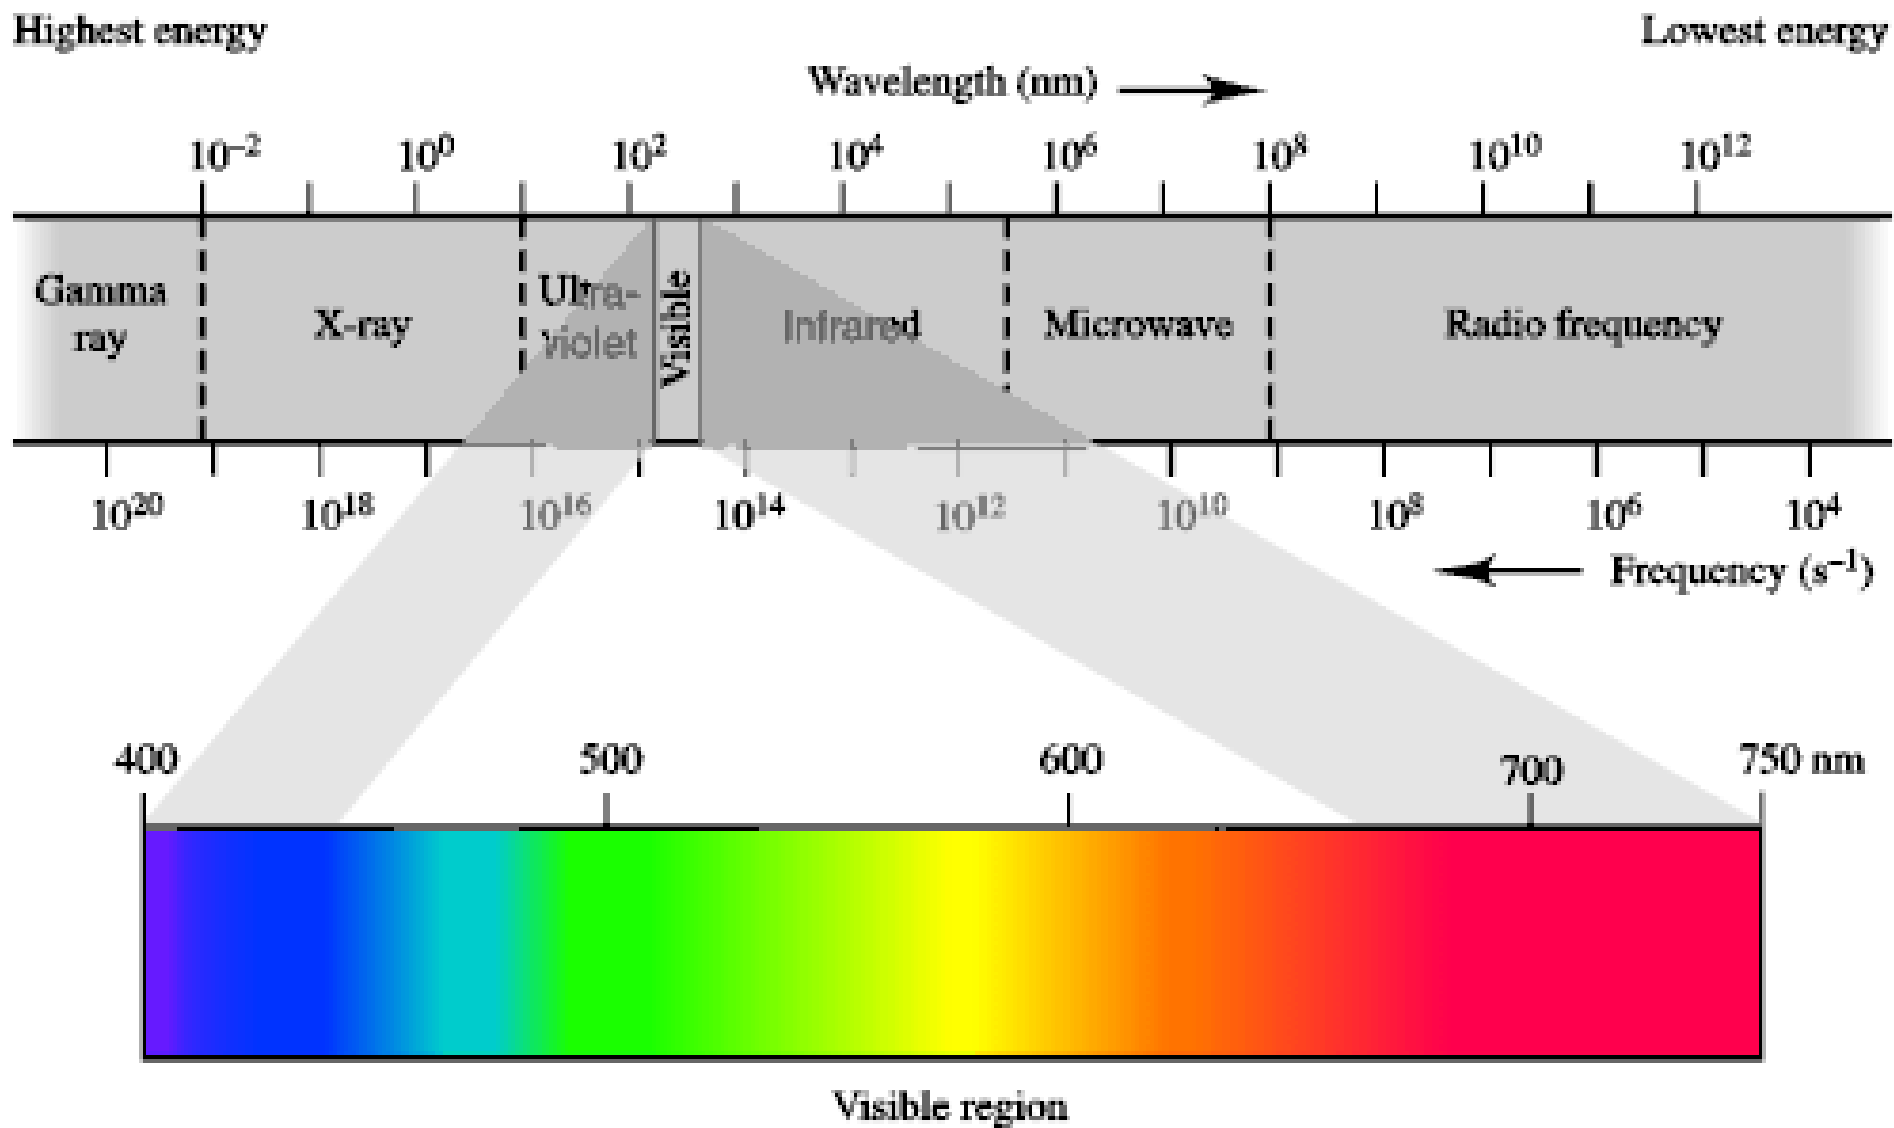 Highest energy
Lowest energy
Wavelength (nm)
10⁻² 10⁰ 10² 10⁴ 10⁶ 10⁸ 10¹⁰ 10¹²
Gamma
ray
X-ray
Ultra-
violet
Visible
Infrared
Microwave
Radio frequency
10²⁰ 10¹⁸ 10¹⁶ 10¹⁴ 10¹² 10¹⁰ 10⁸ 10⁶ 10⁴
Frequency (s⁻¹)
400 500 600 700 750 nm
Visible region